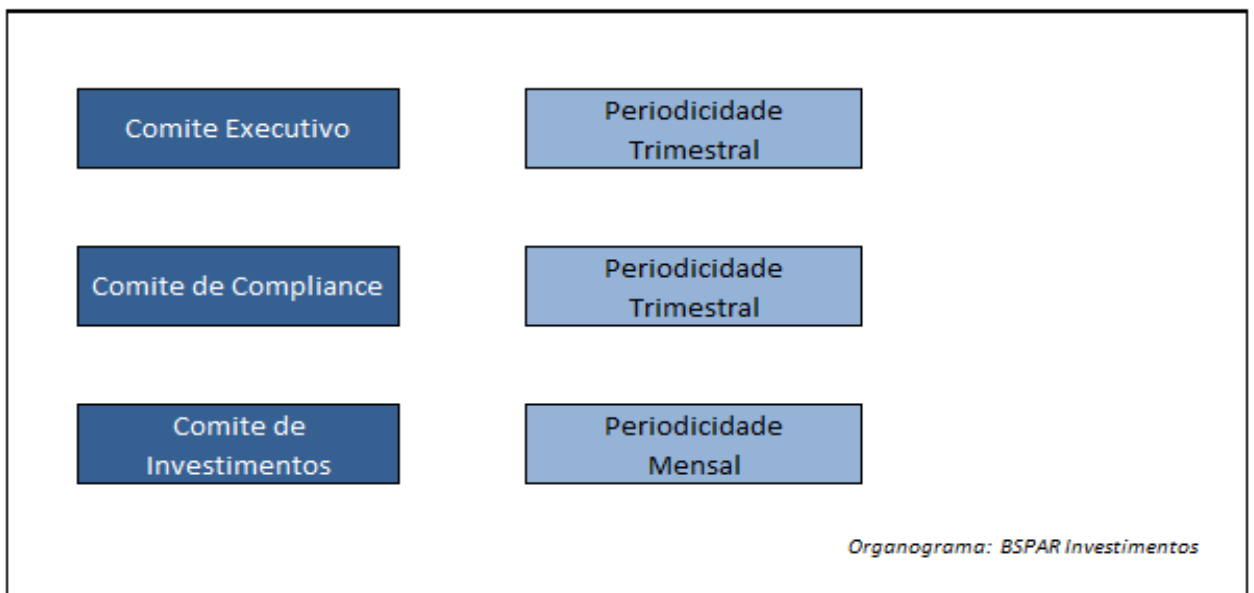 Comite Executivo
Periodicidade
Trimestral
Comite de Compliance
Periodicidade
Trimestral
Comite de
Investimentos
Periodicidade
Mensal
Organograma: BSPAR Investimentos